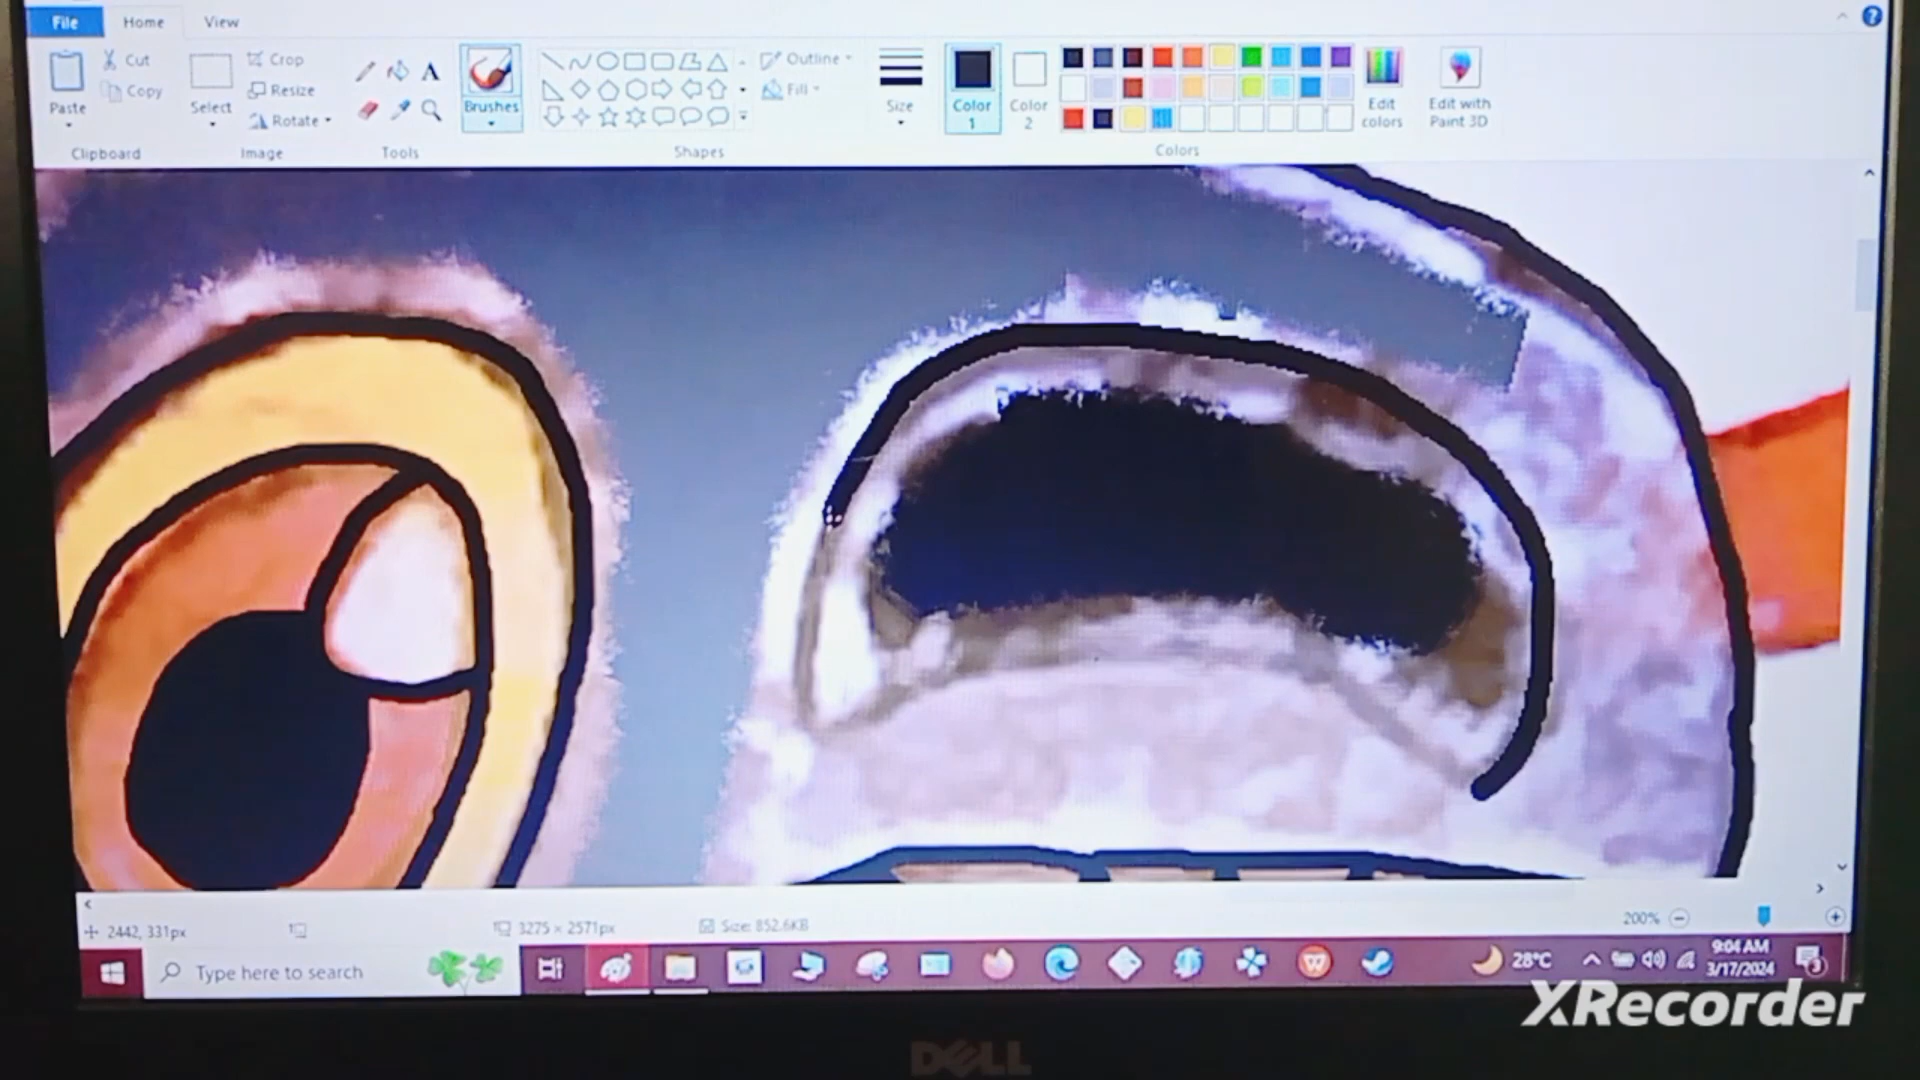 File Home View
Cut
Copy
Paste
Clipboard
Crop
Resize
Rotate
Select
Image
A
Tools
Brushes
Outline
Fill
Shapes
Size
Color 1
Color 2
Colors
Edit colors
Edit with Paint 3D
2442, 331px
3275 × 2571px
Size: 852.6KB
200%
Type here to search
28°C
9:04 AM
3/17/2024
XRecorder
DELL